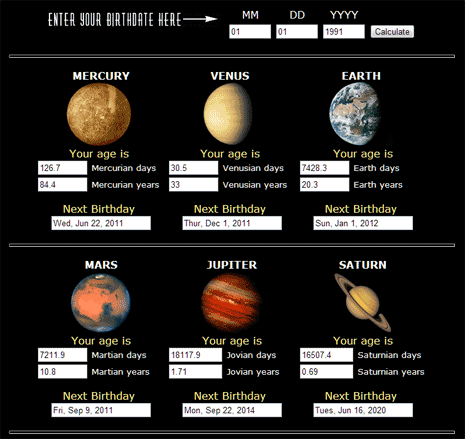 MM DD YYYY
ENTER YOUR BIRTHDATE HERE 01 01 1991 Calculate
MERCURY VENUS EARTH
Your age is Your age is Your age is
126.7 Mercurian days 30.5 Venusian days 7428.3 Earth days
84.4 Mercurian years 33 Venusian years 20.3 Earth years
Next Birthday Next Birthday Next Birthday
Wed, Jun 22, 2011 Thur, Dec 1, 2011 Sun, Jan 1, 2012
MARS JUPITER SATURN
Your age is Your age is Your age is
7211.9 Martian days 18117.9 Jovian days 16507.4 Saturnian days
10.8 Martian years 1.71 Jovian years 0.69 Saturnian years
Next Birthday Next Birthday Next Birthday
Fri, Sep 9, 2011 Mon, Sep 22, 2014 Tues, Jun 16, 2020